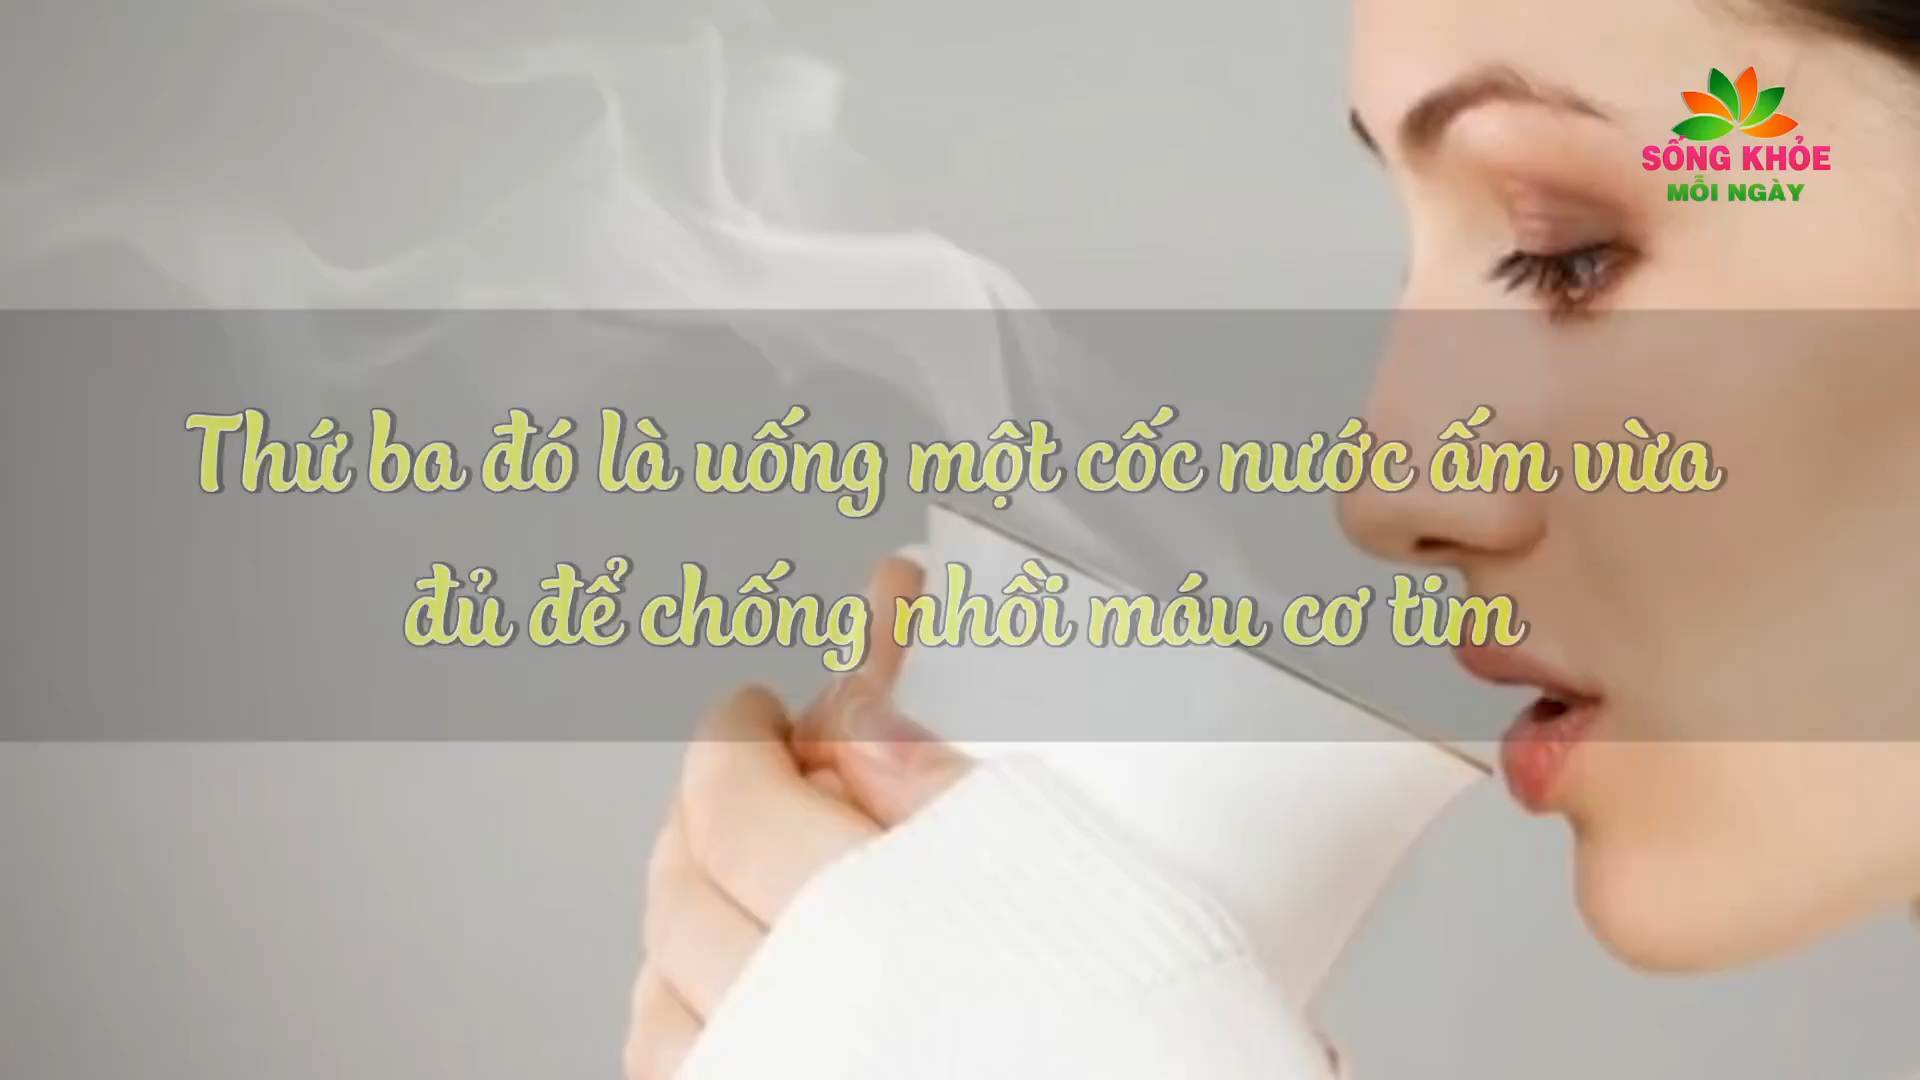 SỐNG KHỎE
MỖI NGÀY
Thứ ba đó là uống một cốc nước ấm vừa
đủ để chống nhồi máu cơ tim